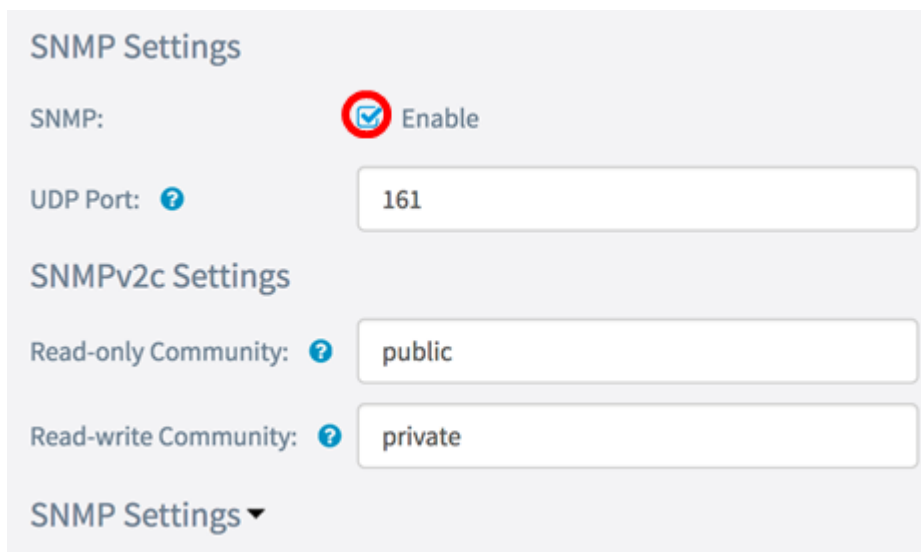 SNMP Settings
SNMP: Enable
UDP Port: ? 161
SNMPv2c Settings
Read-only Community: ? public
Read-write Community: ? private
SNMP Settings